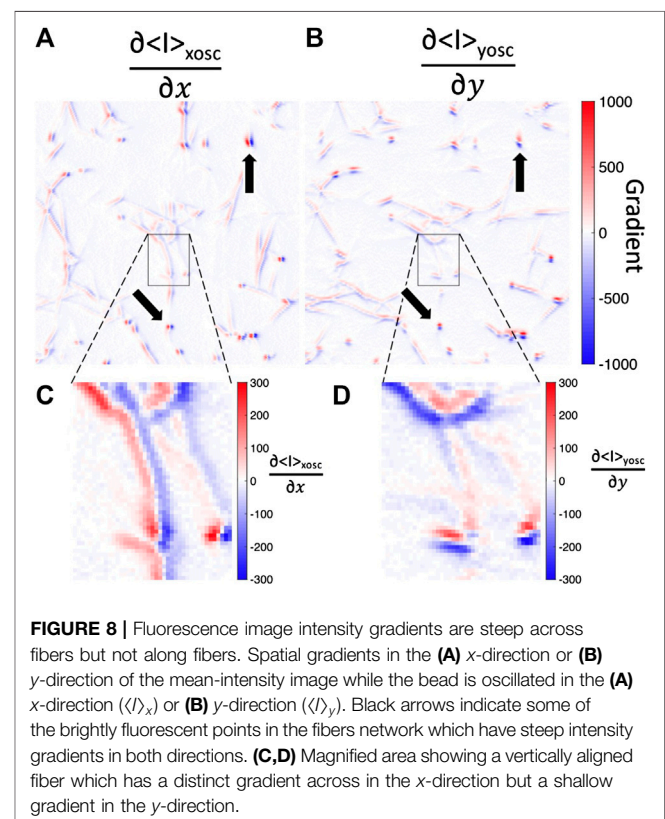 A
∂<I>xosc
∂x
B
∂<I>yosc
∂y
1000
500
0
-500
-1000
Gradient
C
300
200
100
0
-100
-200
-300
∂<I>xosc
∂x
D
300
200
100
0
-100
-200
-300
∂<I>yosc
∂y
FIGURE 8 | Fluorescence image intensity gradients are steep across
fibers but not along fibers. Spatial gradients in the (A) x-direction or (B)
y-direction of the mean-intensity image while the bead is oscillated in the (A)
x-direction (⟨I⟩x) or (B) y-direction (⟨I⟩y). Black arrows indicate some of
the brightly fluorescent points in the fibers network which have steep intensity
gradients in both directions. (C,D) Magnified area showing a vertically aligned
fiber which has a distinct gradient across in the x-direction but a shallow
gradient in the y-direction.